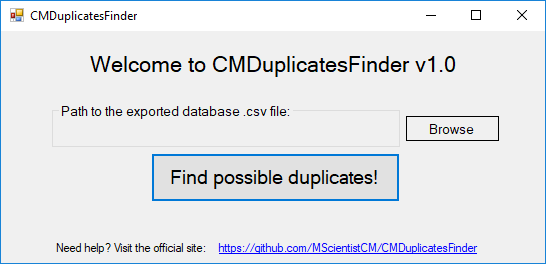 CMDuplicatesFinder
Welcome to CMDuplicatesFinder v1.0
Path to the exported database .csv file:
Browse
Find possible duplicates!
Need help? Visit the official site: https://github.com/MScientistCM/CMDuplicatesFinder